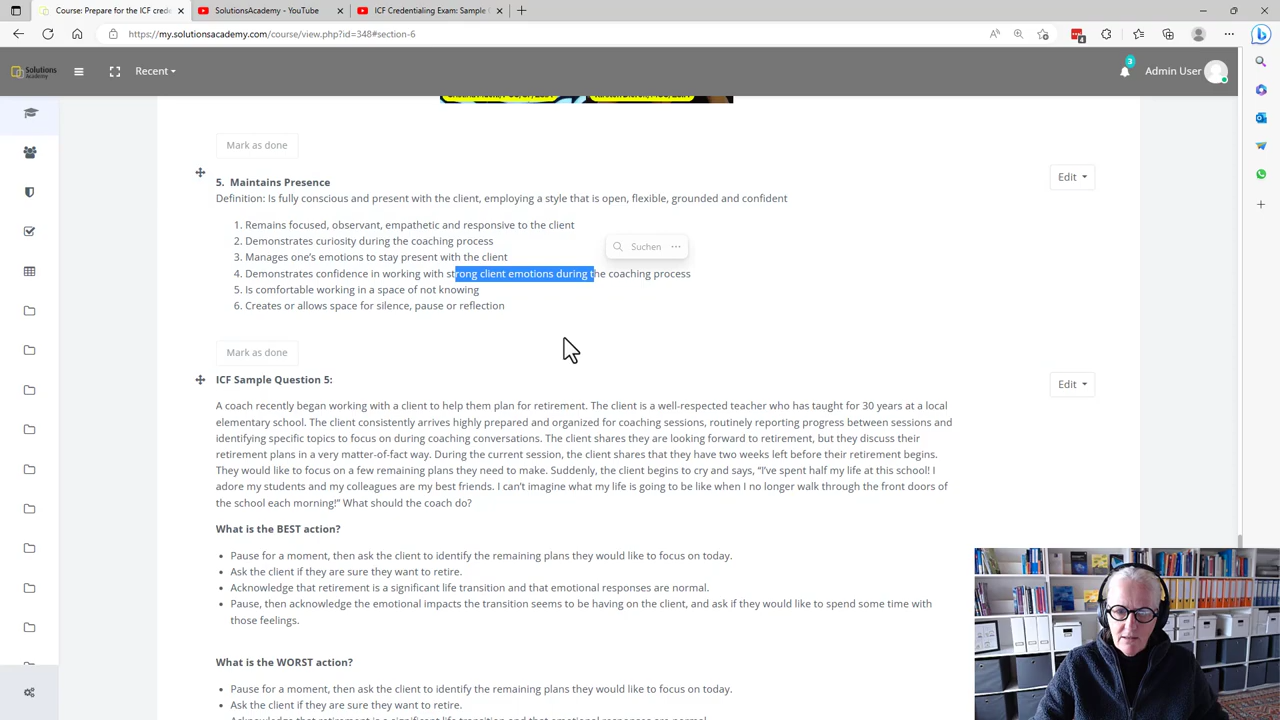 Course: Prepare for the ICF crede
SolutionsAcademy - YouTube
ICF Credentialing Exam: Sample C
https://my.solutionsacademy.com/course/view.php?id=348#section-6
Solutions Academy
Recent
3
Admin User
Mark as done
5. Maintains Presence
Edit
Definition: Is fully conscious and present with the client, employing a style that is open, flexible, grounded and confident
1. Remains focused, observant, empathetic and responsive to the client
2. Demonstrates curiosity during the coaching process
Suchen
3. Manages one's emotions to stay present with the client
4. Demonstrates confidence in working with strong client emotions during the coaching process
5. Is comfortable working in a space of not knowing
6. Creates or allows space for silence, pause or reflection
Mark as done
ICF Sample Question 5:
Edit
A coach recently began working with a client to help them plan for retirement. The client is a well-respected teacher who has taught for 30 years at a local
elementary school. The client consistently arrives highly prepared and organized for coaching sessions, routinely reporting progress between sessions and
identifying specific topics to focus on during coaching conversations. The client shares they are looking forward to retirement, but they discuss their
retirement plans in a very matter-of-fact way. During the current session, the client shares that they have two weeks left before their retirement begins.
They would like to focus on a few remaining plans they need to make. Suddenly, the client begins to cry and says, "I've spent half my life at this school! I
adore my students and my colleagues are my best friends. I can't imagine what my life is going to be like when I no longer walk through the front doors of
the school each morning!" What should the coach do?
What is the BEST action?
• Pause for a moment, then ask the client to identify the remaining plans they would like to focus on today.
• Ask the client if they are sure they want to retire.
• Acknowledge that retirement is a significant life transition and that emotional responses are normal.
• Pause, then acknowledge the emotional impacts the transition seems to be having on the client, and ask if they would like to spend some time with
those feelings.
What is the WORST action?
• Pause for a moment, then ask the client to identify the remaining plans they would like to focus on today.
• Ask the client if they are sure they want to retire.